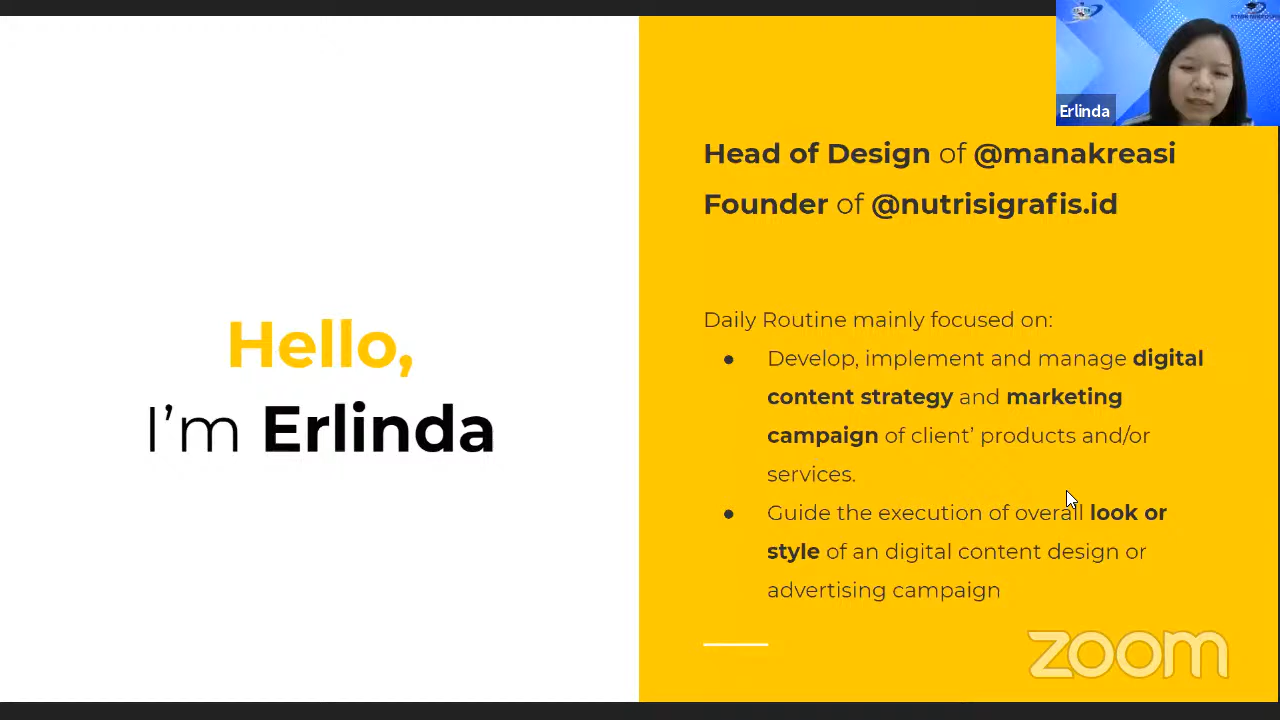 Erlinda
Head of Design of @manakreasi
Founder of @nutrisigrafis.id
Hello,
I'm Erlinda
Daily Routine mainly focused on:
● Develop, implement and manage digital
content strategy and marketing
campaign of client' products and/or
services.
● Guide the execution of overall look or
style of an digital content design or
advertising campaign
zoom